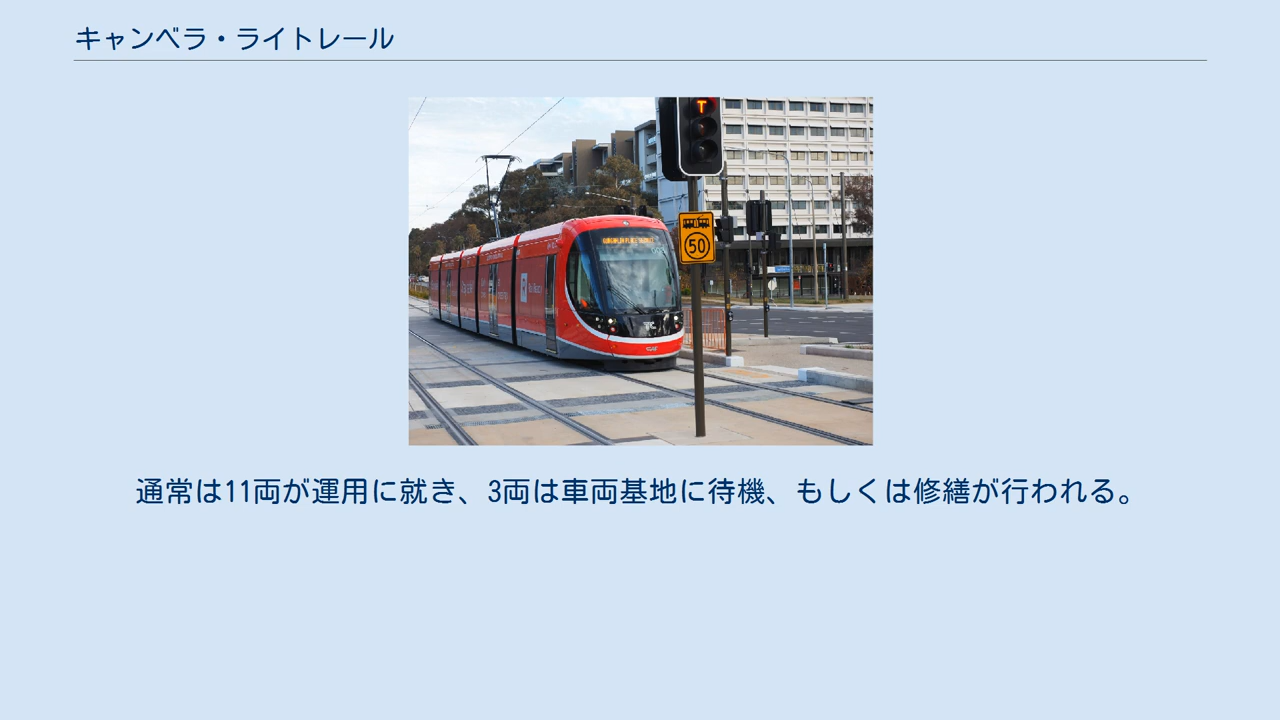 キャンベラ・ライトレール
T
50
通常は11両が運用に就き、3両は車両基地に待機、もしくは修繕が行われる。